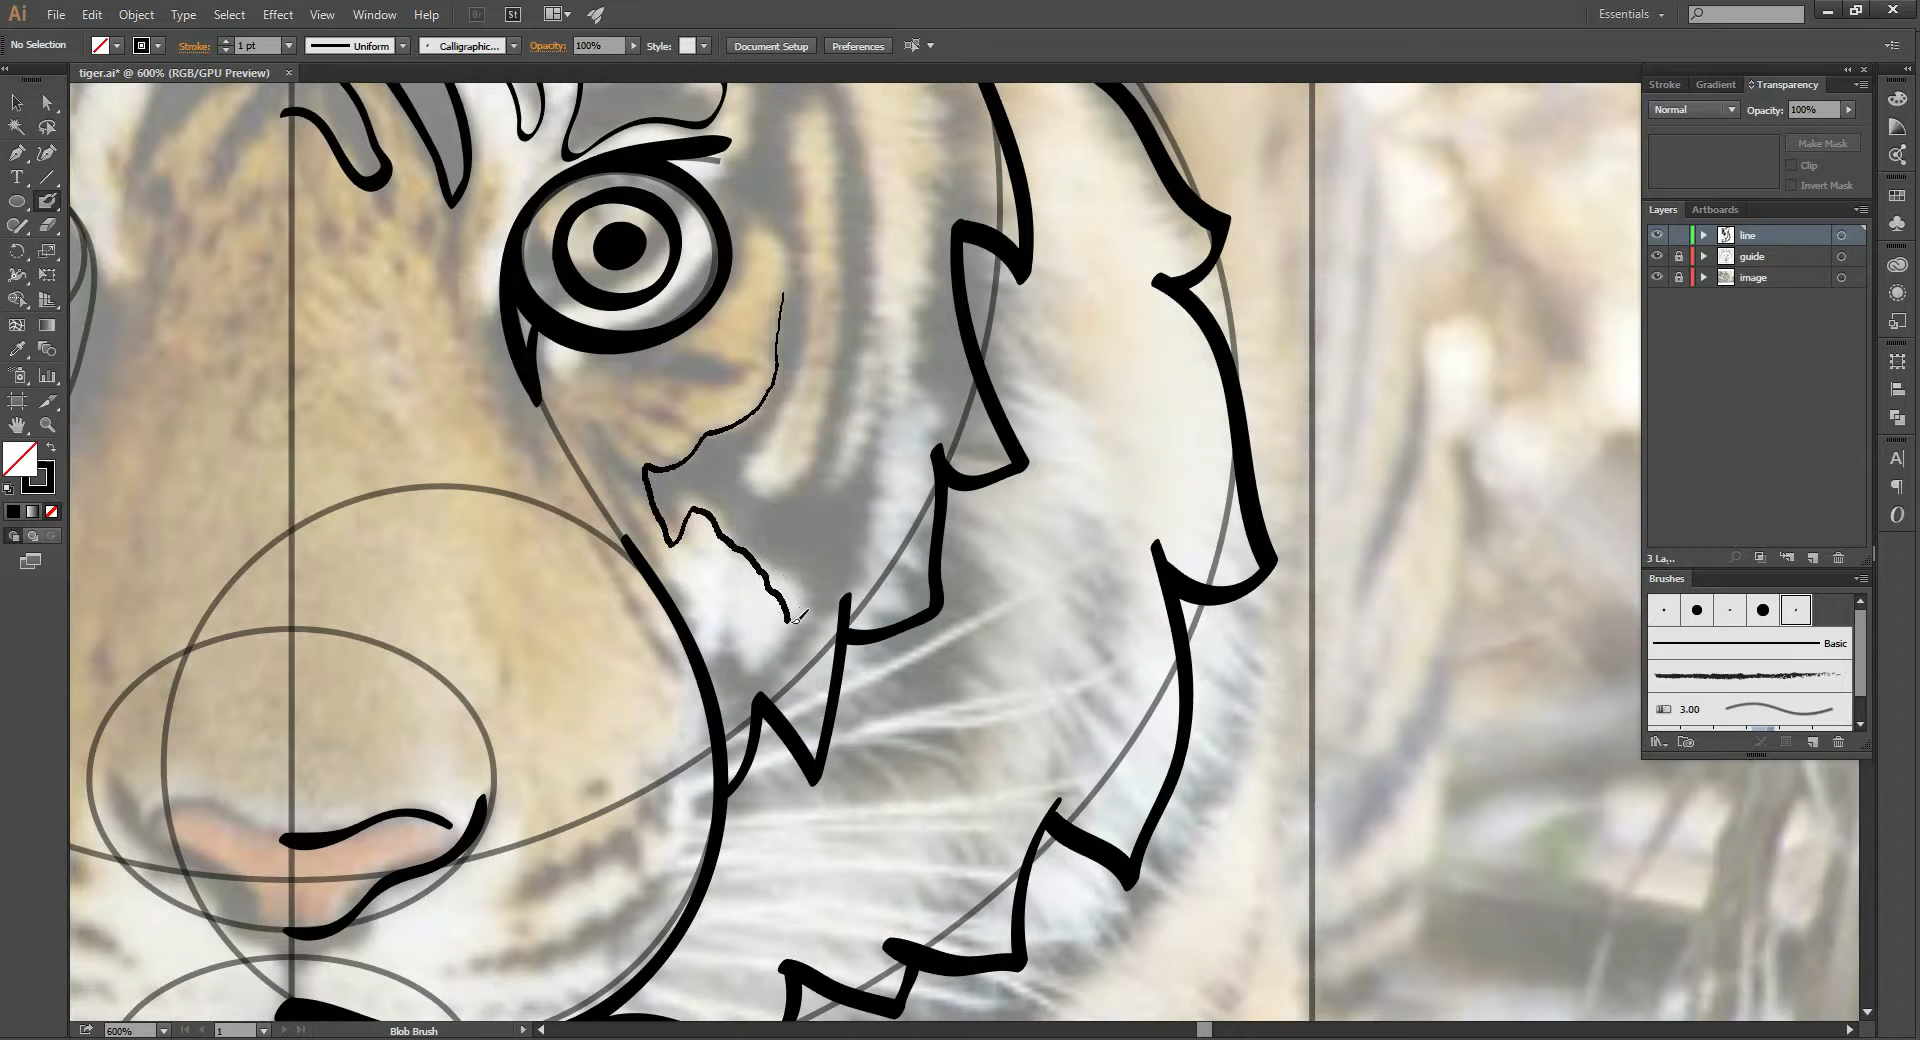 Ai File Edit Object Type Select Effect View Window Help Br St Essentials
No Selection Stroke: 1 pt Uniform Calligraphic... Opacity: 100% Style: Document Setup Preferences
tiger.ai* @ 600% (RGB/GPU Preview)
Stroke Gradient Transparency
Normal Opacity: 100%
Make Mask
Clip
Invert Mask
Layers Artboards
line
guide
image
3 La...
Brushes
Basic
3.00
600% 1 Blob Brush